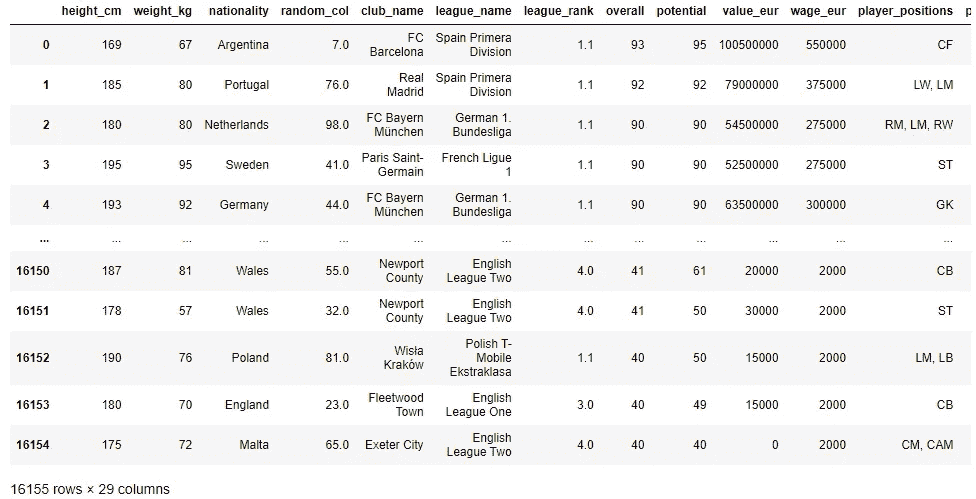 height_cm weight_kg nationality random_col club_name league_name league_rank overall potential value_eur wage_eur player_positions p
0 169 67 Argentina 7.0 FC Barcelona Spain Primera Division 1.1 93 95 100500000 550000 CF
1 185 80 Portugal 76.0 Real Madrid Spain Primera Division 1.1 92 92 79000000 375000 LW, LM
2 180 80 Netherlands 98.0 FC Bayern München German 1. Bundesliga 1.1 90 90 54500000 275000 RM, LM, RW
3 195 95 Sweden 41.0 Paris Saint-Germain French Ligue 1 1.1 90 90 52500000 275000 ST
4 193 92 Germany 44.0 FC Bayern München German 1. Bundesliga 1.1 90 90 63500000 300000 GK
... ... ... ... ... ... ... ... ... ... ... ... ...
16150 187 81 Wales 55.0 Newport County English League Two 4.0 41 61 20000 2000 CB
16151 178 57 Wales 32.0 Newport County English League Two 4.0 41 50 30000 2000 ST
16152 190 76 Poland 81.0 Wisła Kraków Polish T-Mobile Ekstraklasa 1.1 40 50 15000 2000 LM, LB
16153 180 70 England 23.0 Fleetwood Town English League One 3.0 40 49 15000 2000 CB
16154 175 72 Malta 65.0 Exeter City English League Two 4.0 40 40 0 2000 CM, CAM
16155 rows × 29 columns